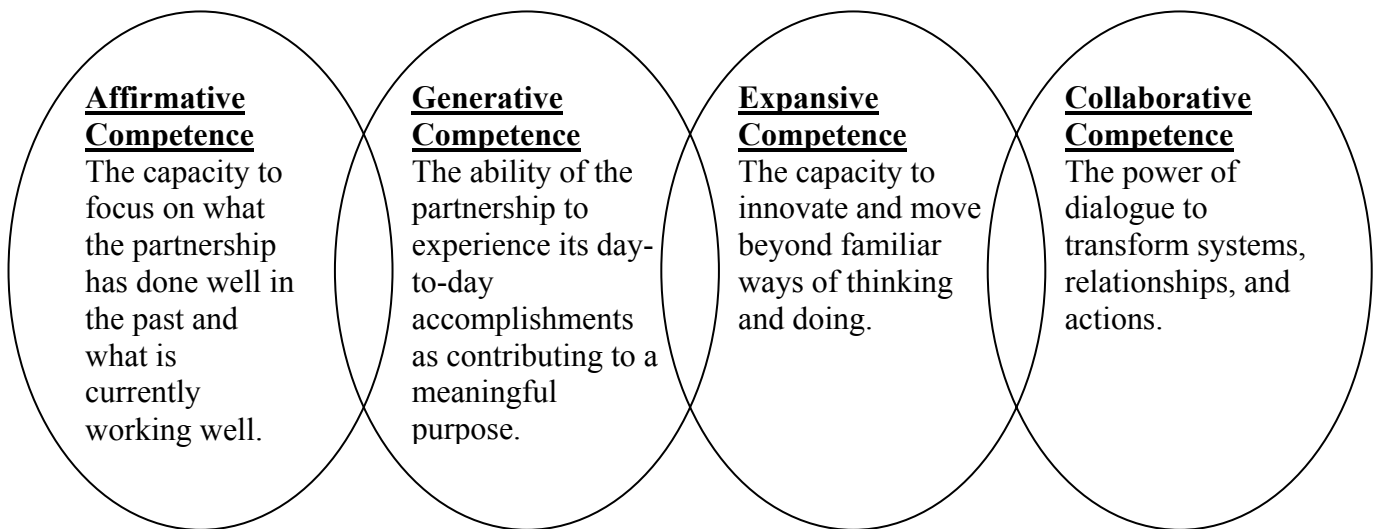 Affirmative
Competence
The capacity to
focus on what
the partnership
has done well in
the past and
what is
currently
working well.
Generative
Competence
The ability of the
partnership to
experience its day-
to-day
accomplishments
as contributing to a
meaningful
purpose.
Expansive
Competence
The capacity to
innovate and move
beyond familiar
ways of thinking
and doing.
Collaborative
Competence
The power of
dialogue to
transform systems,
relationships, and
actions.